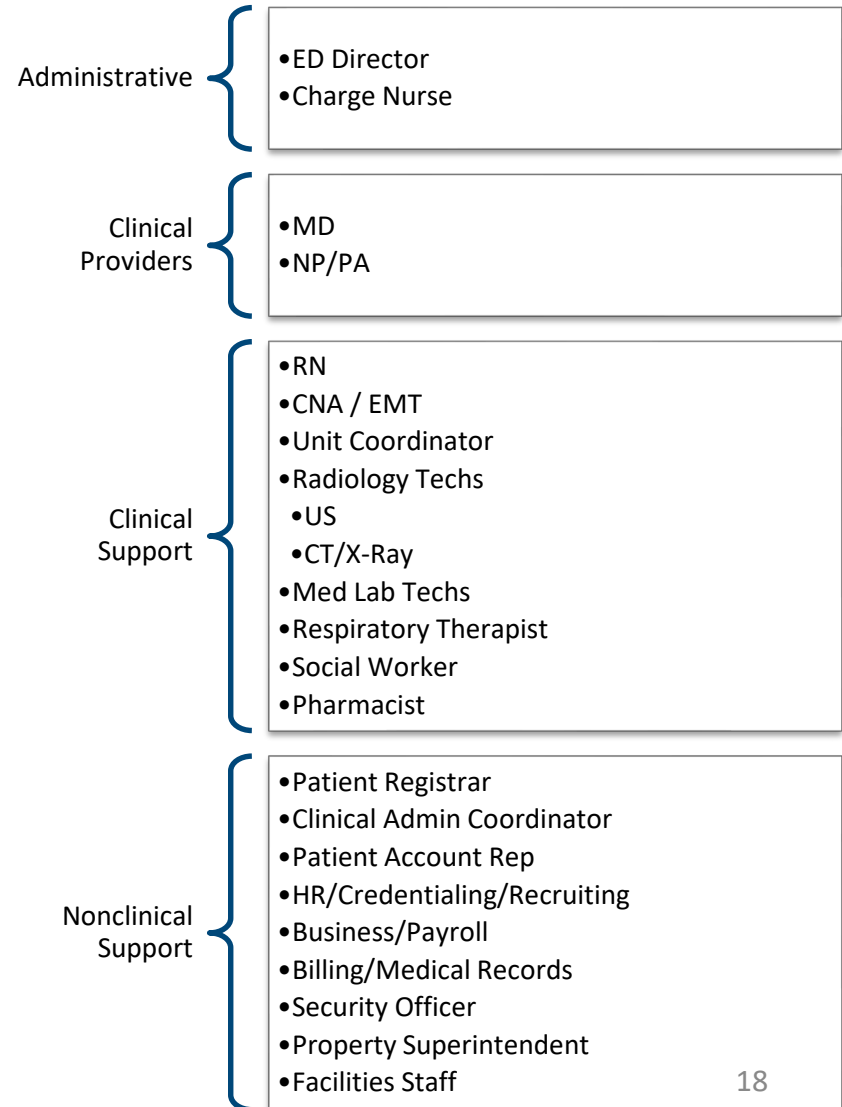 Administrative
•ED Director
•Charge Nurse
Clinical
Providers
•MD
•NP/PA
Clinical
Support
•RN
•CNA / EMT
•Unit Coordinator
•Radiology Techs
•US
•CT/X-Ray
•Med Lab Techs
•Respiratory Therapist
•Social Worker
•Pharmacist
Nonclinical
Support
•Patient Registrar
•Clinical Admin Coordinator
•Patient Account Rep
•HR/Credentialing/Recruiting
•Business/Payroll
•Billing/Medical Records
•Security Officer
•Property Superintendent
•Facilities Staff
18